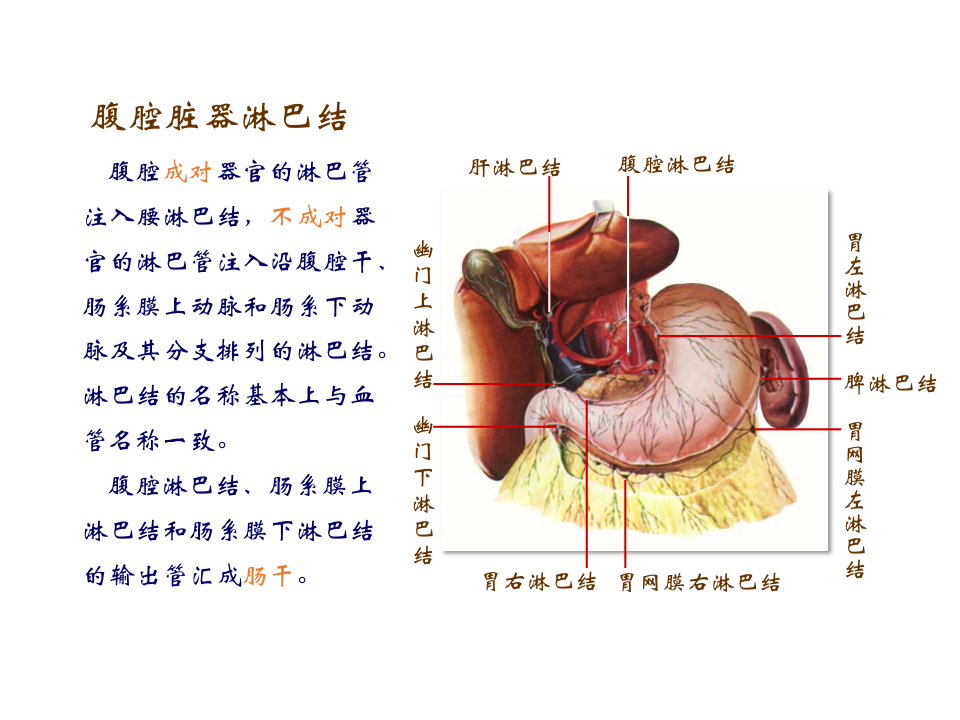 腹腔脏器淋巴结
腹腔成对器官的淋巴管
注入腰淋巴结，不成对器
官的淋巴管注入沿腹腔干、
肠系膜上动脉和肠系下动
脉及其分支排列的淋巴结。
淋巴结的名称基本上与血
管名称一致。
腹腔淋巴结、肠系膜上
淋巴结和肠系膜下淋巴结
的输出管汇成肠干。
肝淋巴结
腹腔淋巴结
幽门上淋巴结
幽门下淋巴结
胃左淋巴结
脾淋巴结
胃网膜左淋巴结
胃右淋巴结
胃网膜右淋巴结